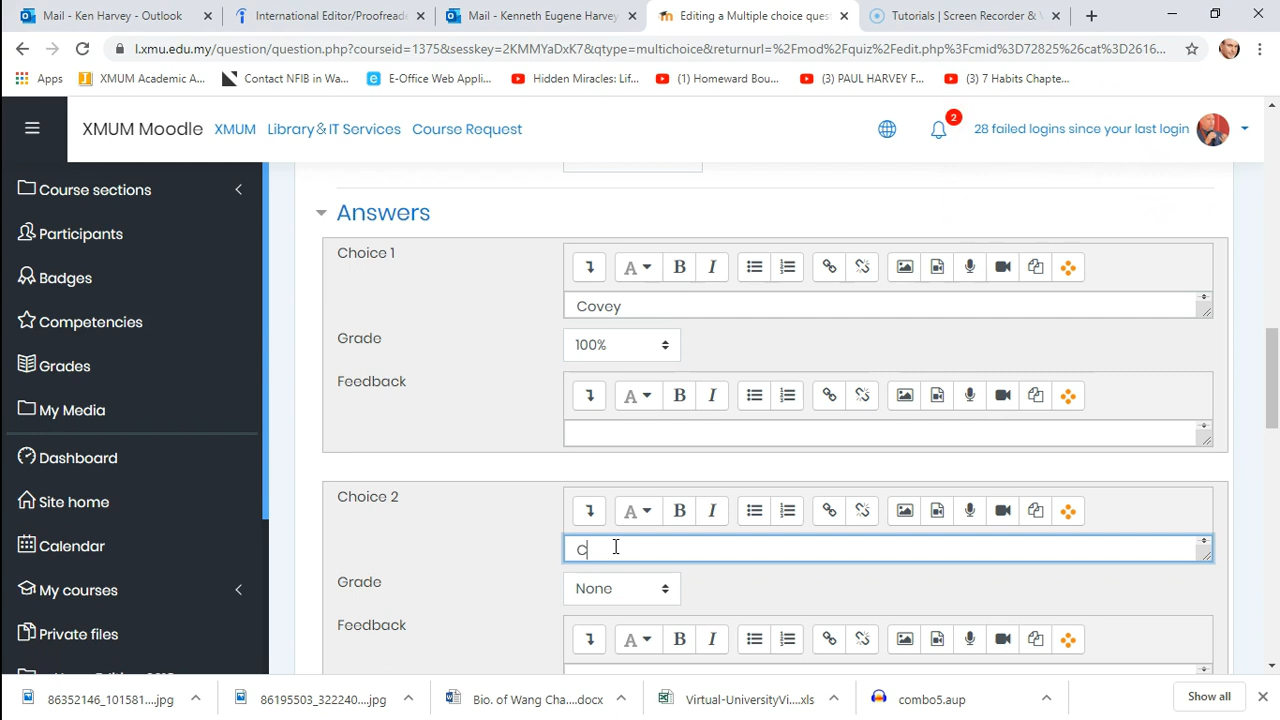 Mail - Ken Harvey - Outlook
International Editor/Proofreade
Mail - Kenneth Eugene Harvey
Editing a Multiple choice ques
Tutorials | Screen Recorder & V
l.xmu.edu.my/question/question.php?courseid=1375&sesskey=2KMMYaDxK7&qtype=multichoice&returnurl=%2Fmod%2Fquiz%2Fedit.php%3Fcmid%3D72825%26cat%3D2616...
Apps
XMUM Academic A...
Contact NFIB in Wa...
E-Office Web Appli...
Hidden Miracles: Lif...
(1) Homeward Bou...
(3) PAUL HARVEY F...
(3) 7 Habits Chapte...
XMUM Moodle
XMUM
Library&IT Services
Course Request
2
28 failed logins since your last login
Course sections
Participants
Badges
Competencies
Grades
My Media
Dashboard
Site home
Calendar
My courses
Private files
Answers
Choice 1
A
B
I
Covey
Grade
100%
Feedback
A
B
I
Choice 2
A
B
I
C
Grade
None
Feedback
A
B
I
86352146_101581....jpg
86195503_322240....jpg
Bio. of Wang Cha....docx
Virtual-UniversityVi....xls
combo5.aup
Show all